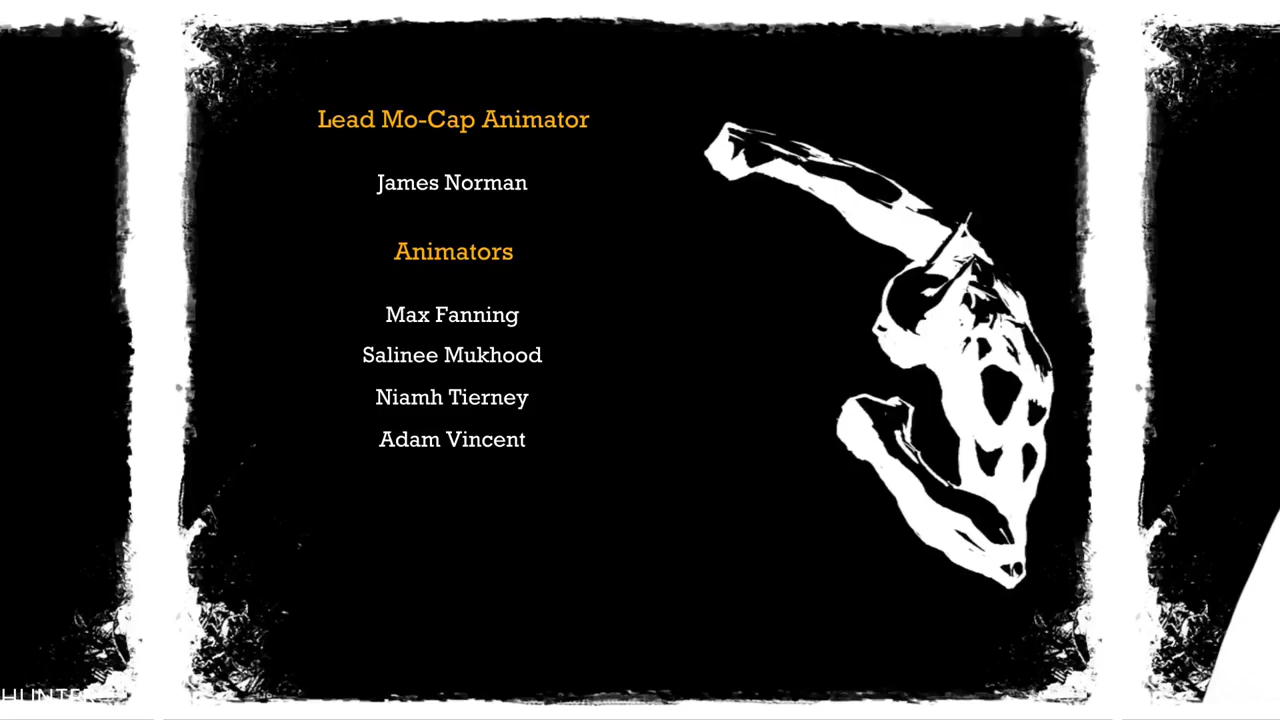 Lead Mo-Cap Animator
James Norman
Animators
Max Fanning
Salinee Mukhood
Niamh Tierney
Adam Vincent